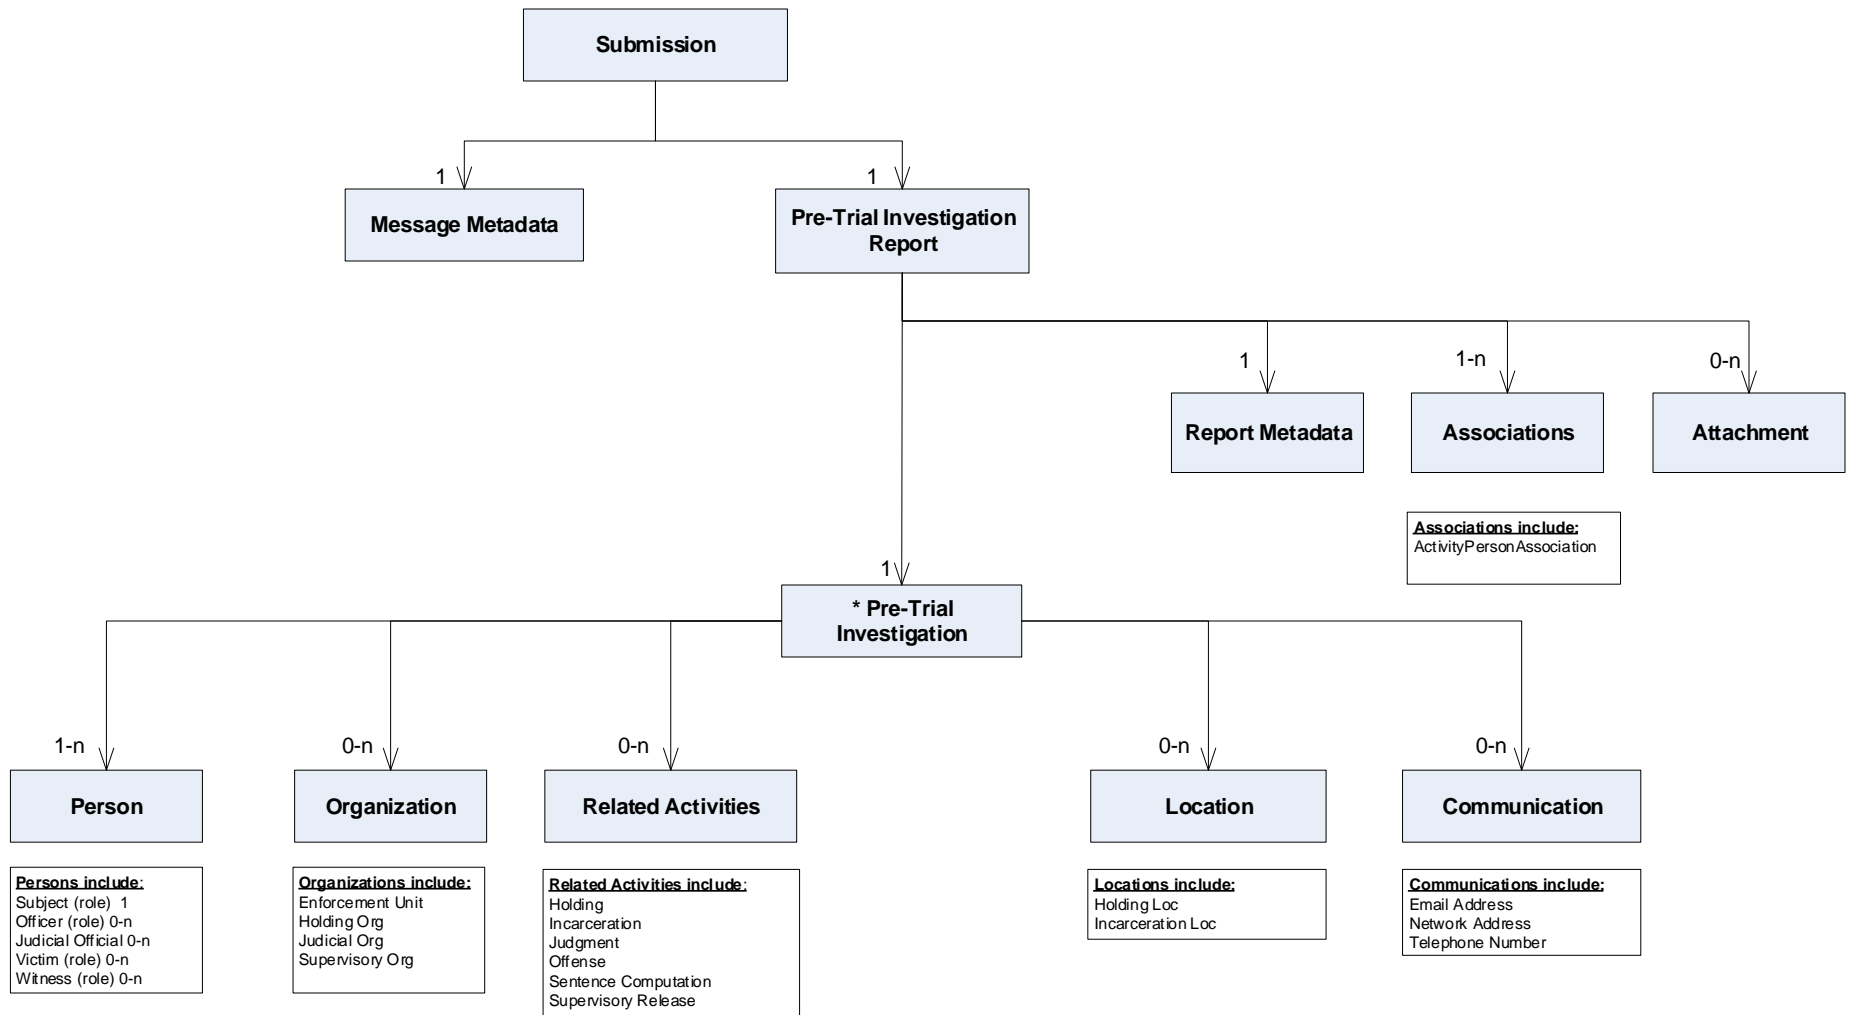 Submission
1
1
Message Metadata
Pre-Trial Investigation
Report
1
1-n
0-n
Report Metadata
Associations
Attachment
Associations include:
ActivityPersonAssociation
1
* Pre-Trial
Investigation
1-n
0-n
0-n
0-n
0-n
Person
Organization
Related Activities
Location
Communication
Persons include:
Subject (role)  1
Officer (role) 0-n
Judicial Official 0-n
Victim (role) 0-n
Witness (role) 0-n
Organizations include:
Enforcement Unit
Holding Org
Judicial Org
Supervisory Org
Related Activities include:
Holding
Incarceration
Judgment
Offense
Sentence Computation
Supervisory Release
Locations include:
Holding Loc
Incarceration Loc
Communications include:
Email Address
Network Address
Telephone Number